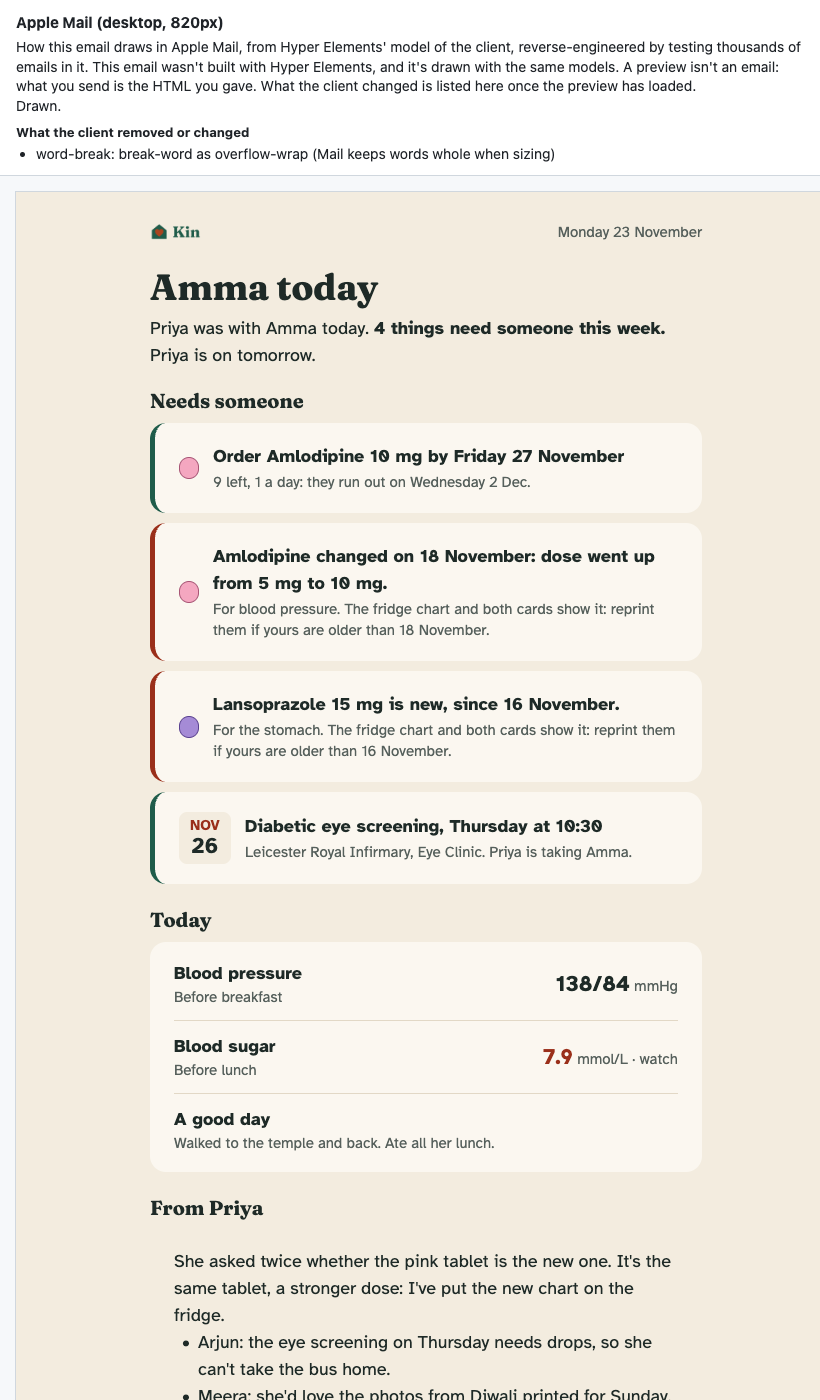 Apple Mail (desktop, 820px)
How this email draws in Apple Mail, from Hyper Elements' model of the client, reverse-engineered by testing thousands of
emails in it. This email wasn't built with Hyper Elements, and it's drawn with the same models. A preview isn't an email:
what you send is the HTML you gave. What the client changed is listed here once the preview has loaded.
Drawn.
What the client removed or changed
• word-break: break-word as overflow-wrap (Mail keeps words whole when sizing)
Kin
Monday 23 November
Amma today
Priya was with Amma today. 4 things need someone this week.
Priya is on tomorrow.
Needs someone
Order Amlodipine 10 mg by Friday 27 November
9 left, 1 a day: they run out on Wednesday 2 Dec.
Amlodipine changed on 18 November: dose went up
from 5 mg to 10 mg.
For blood pressure. The fridge chart and both cards show it: reprint
them if yours are older than 18 November.
Lansoprazole 15 mg is new, since 16 November.
For the stomach. The fridge chart and both cards show it: reprint them
if yours are older than 16 November.
NOV
26
Diabetic eye screening, Thursday at 10:30
Leicester Royal Infirmary, Eye Clinic. Priya is taking Amma.
Today
Blood pressure
Before breakfast
138/84 mmHg
Blood sugar
Before lunch
7.9 mmol/L · watch
A good day
Walked to the temple and back. Ate all her lunch.
From Priya
She asked twice whether the pink tablet is the new one. It's the
same tablet, a stronger dose: I've put the new chart on the
fridge.
• Arjun: the eye screening on Thursday needs drops, so she
can't take the bus home.
• Meera: she'd love the photos from Diwali printed for Sunday.